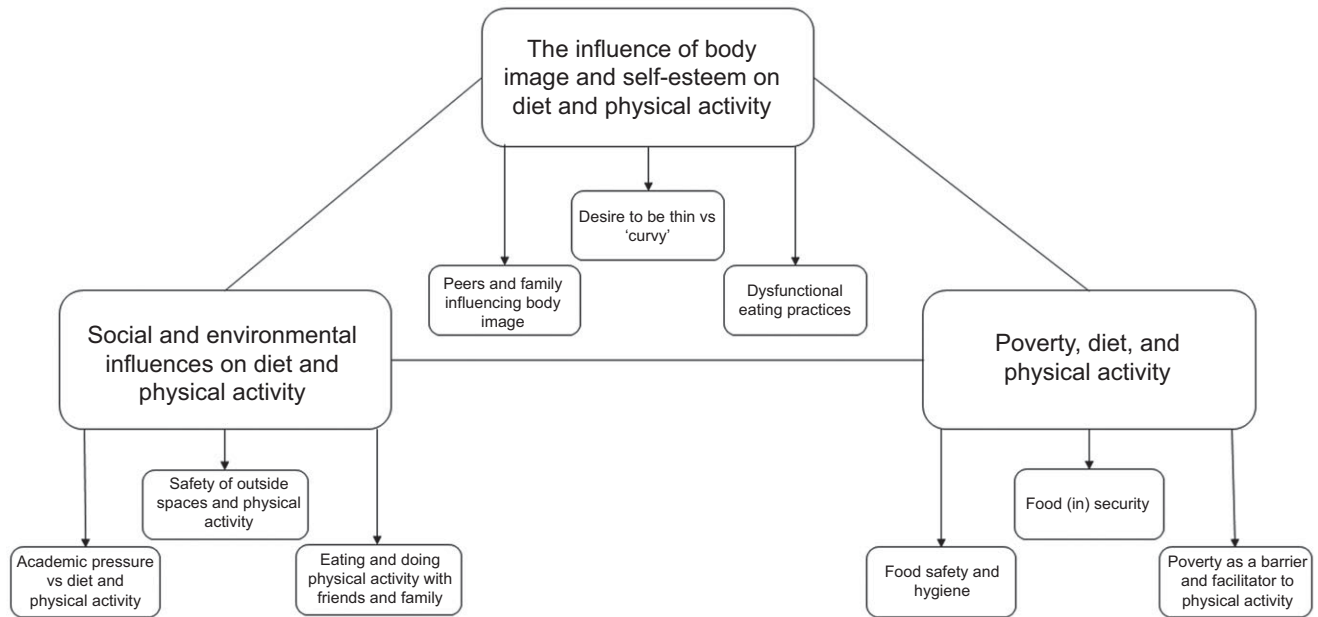 The influence of body
image and self-esteem on
diet and physical activity
Desire to be thin vs
‘curvy’
Peers and family
influencing body
image
Dysfunctional
eating practices
Social and environmental
influences on diet and
physical activity
Poverty, diet, and
physical activity
Safety of outside
spaces and physical
activity
Academic pressure
vs diet and
physical activity
Eating and doing
physical activity with
friends and family
Food (in) security
Food safety and
hygiene
Poverty as a barrier
and facilitator to
physical activity